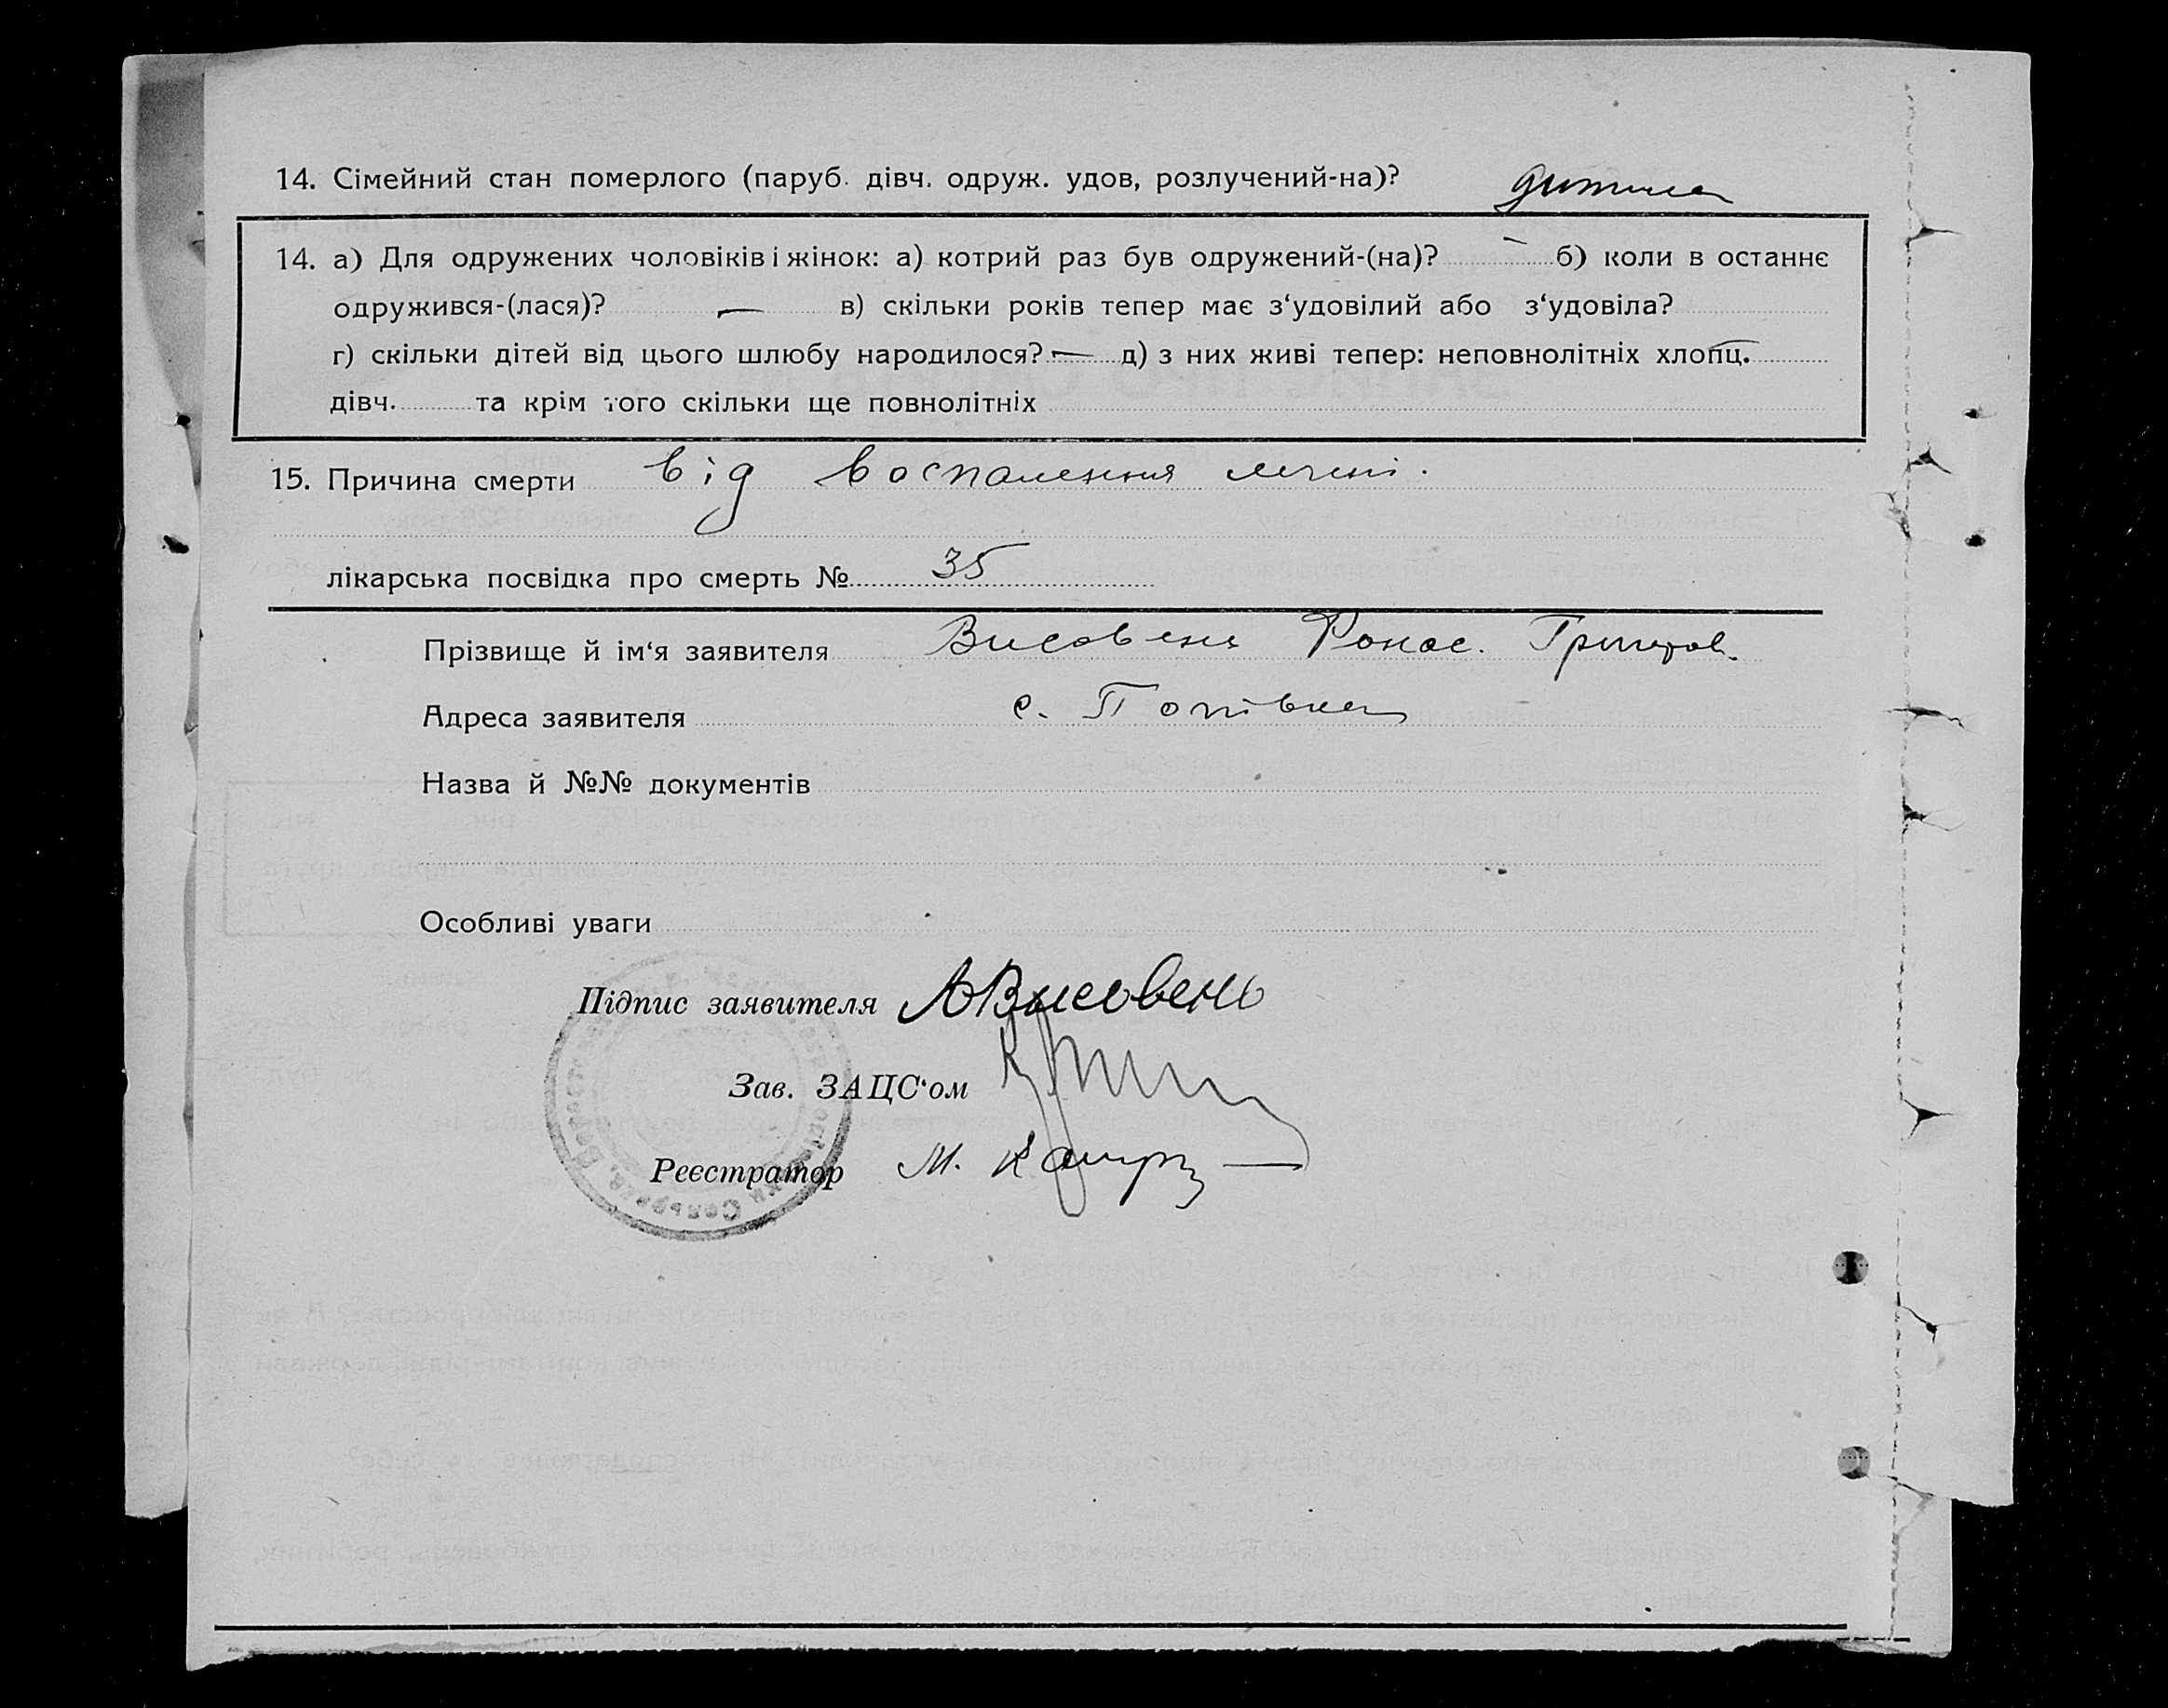 14. Сімейний стан померлого (паруб. дівч. одруж. удов, розлучений-на)? дитина
14. а) Для одружених чоловіків і жінок: а) котрий раз був одружений-(на)? — б) коли в останнє
одружився-(лася)? — в) скільки років тепер має з‘удовілий або з‘удовіла?
г) скільки дітей від цього шлюбу народилося? — д) з них живі тепер: неповнолітніх хлопц.
дівч. та крім того скільки ще повнолітніх
15. Причина смерти від воспалення
лікарська посвідка про смерть № 35
Прізвище й ім‘я заявителя Висовень
Адреса заявителя с. Попівка
Назва й №№ документів
Особливі уваги
Підпис заявителя АВисовень
Зав. ЗАЦС‘ом
Реєстратор М.